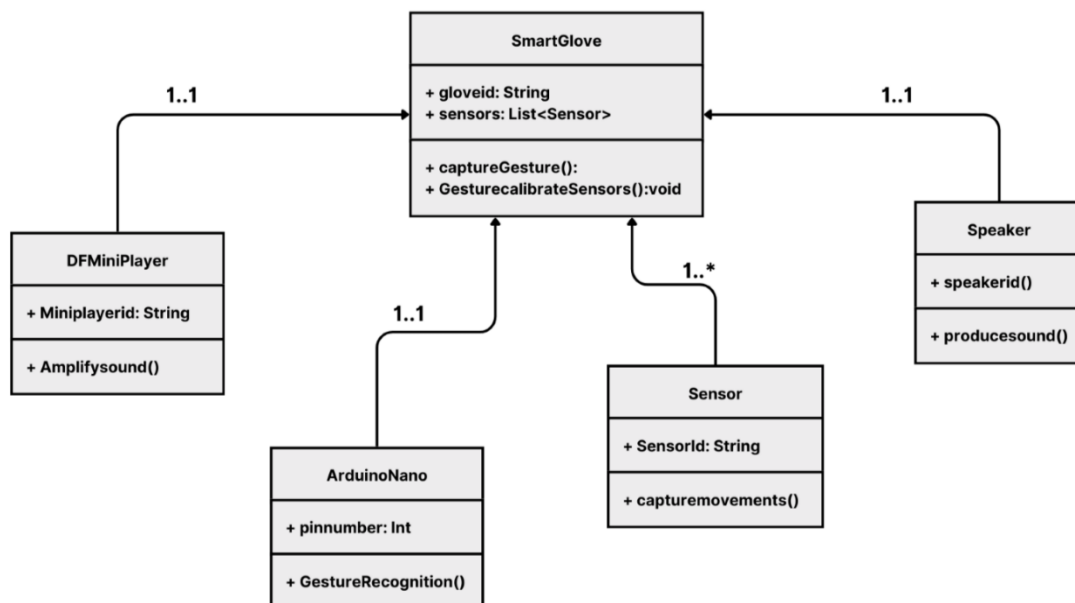 SmartGlove
+ gloveid: String
+ sensors: List<Sensor>
+ captureGesture():
+ GesturecalibrateSensors():void
1..1
1..1
DFMiniPlayer
+ Miniplayerid: String
+ Amplifysound()
Speaker
+ speakerid()
+ producesound()
1..*
1..1
Sensor
+ SensorId: String
+ capturemovements()
ArduinoNano
+ pinnumber: Int
+ GestureRecognition()